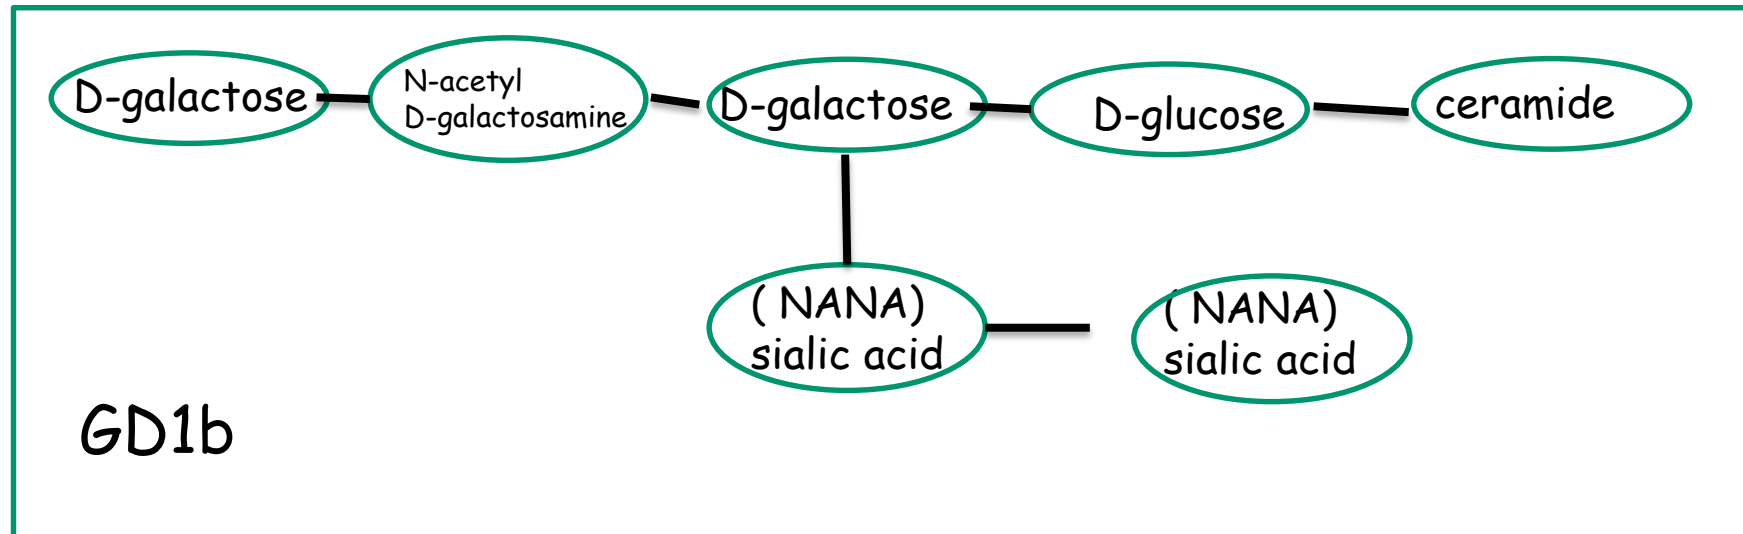 D-galactose
N-acetyl
D-galactosamine
D-galactose
D-glucose
ceramide
( NANA)
sialic acid
( NANA)
sialic acid
GD1b